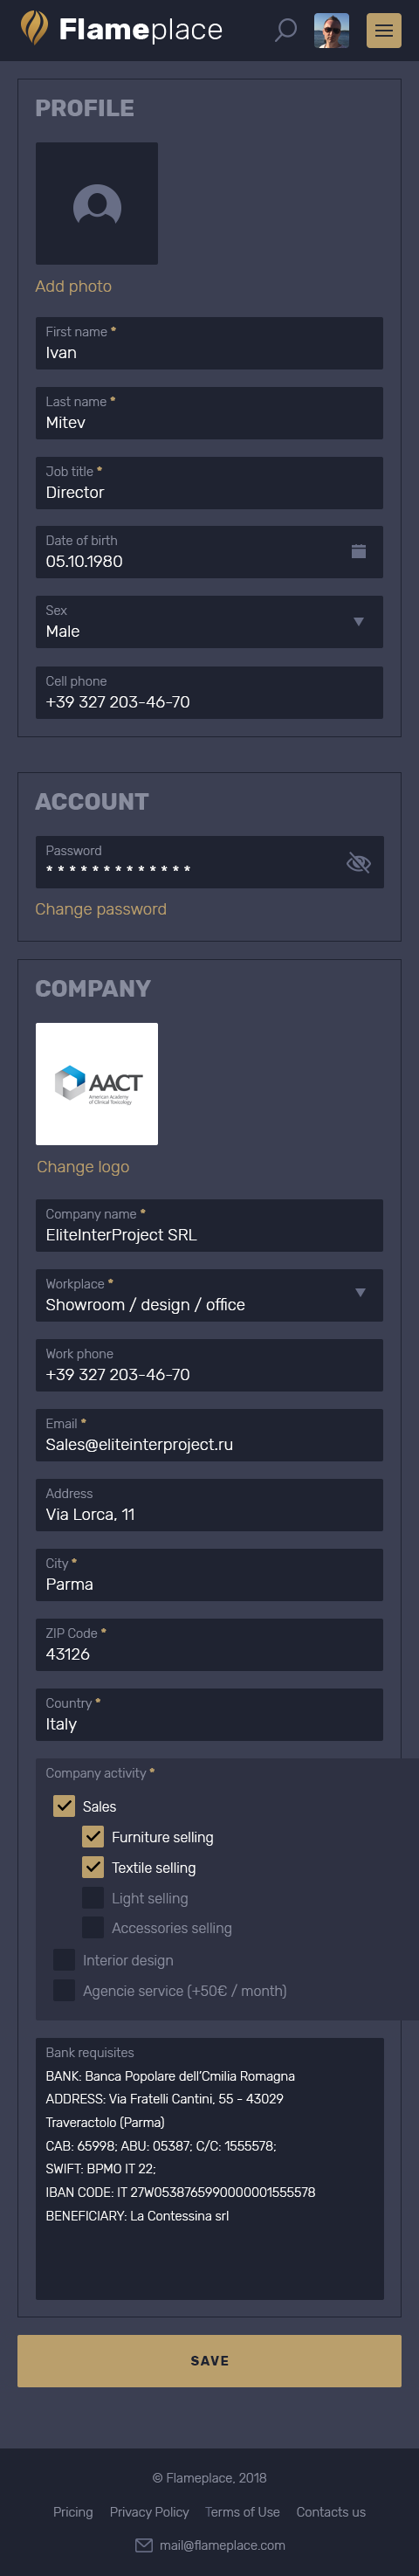 Flameplace
PROFILE
Add photo
First name *
Ivan
Last name *
Mitev
Job title *
Director
Date of birth
05.10.1980
Sex
Male
Cell phone
+39 327 203-46-70
ACCOUNT
Password
* * * * * * * * * * * * *
Change password
COMPANY
AACT
American Academy
of Clinical Toxicology
Change logo
Company name *
EliteInterProject SRL
Workplace *
Showroom / design / office
Work phone
+39 327 203-46-70
Email *
Sales@eliteinterproject.ru
Address
Via Lorca, 11
City *
Parma
ZIP Code *
43126
Country *
Italy
Company activity *
Sales
Furniture selling
Textile selling
Light selling
Accessories selling
Interior design
Agencie service (+50€ / month)
Bank requisites
BANK: Banca Popolare dell'Cmilia Romagna
ADDRESS: Via Fratelli Cantini, 55 - 43029
Traveractolo (Parma)
CAB: 65998; ABU: 05387; C/C: 1555578;
SWIFT: BPMO IT 22;
IBAN CODE: IT 27W0538765990000001555578
BENEFICIARY: La Contessina srl
SAVE
© Flameplace, 2018
Pricing Privacy Policy Terms of Use Contacts us
mail@flameplace.com